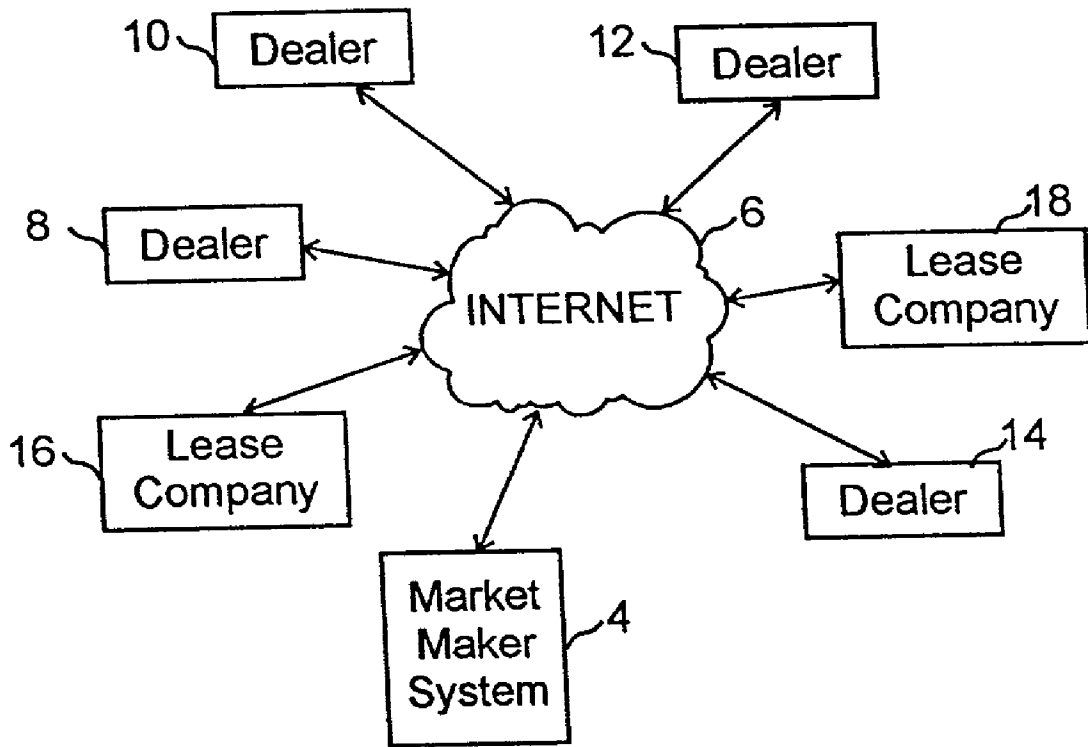 10
Dealer
12
Dealer
8
Dealer
6
18
Lease
Company
INTERNET
16
Lease
Company
14
Dealer
Market
Maker
System
4